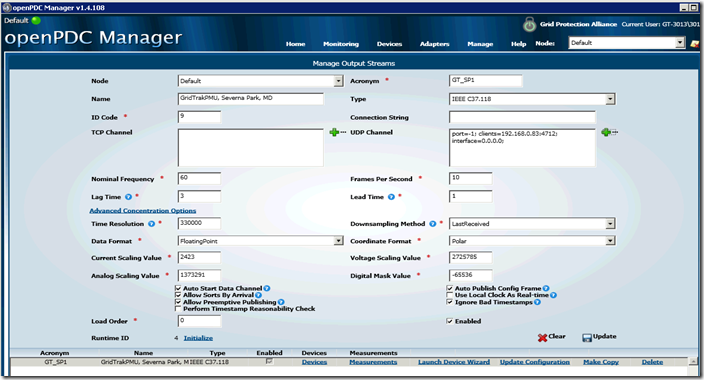 openPDC Manager v1.4.108
Default
openPDC Manager
Grid Protection Alliance Current User: GT-3013\301
Home Monitoring Devices Adapters Manage Help Node: Default
Manage Output Streams
Node Default Acronym * GT_SP1
Name GridTrakPMU, Severna Park, MD Type IEEE C37.118
ID Code * 9 Connection String
TCP Channel UDP Channel port=-1; clients=192.168.0.83:4712;
interface=0.0.0.0;
Nominal Frequency * 60 Frames Per Second * 10
Lag Time ? * 3 Lead Time ? * 1
Advanced Concentration Options
Time Resolution ? * 330000 Downsampling Method ? * LastReceived
Data Format * FloatingPoint Coordinate Format * Polar
Current Scaling Value * 2423 Voltage Scaling Value * 2725785
Analog Scaling Value * 1373291 Digital Mask Value * -65536
Auto Start Data Channel ? Auto Publish Config Frame ?
Allow Sorts By Arrival ? Use Local Clock As Real-time ?
Allow Preemptive Publishing ? Ignore Bad Timestamps ?
Perform Timestamp Reasonability Check
Load Order * 0 Enabled
Runtime ID 4 Initialize Clear Update
Acronym Name Type Enabled Devices Measurements
GT_SP1 GridTrakPMU, Severna Park, M IEEE C37.118 Devices Measurements Launch Device Wizard Update Configuration Make Copy Delete